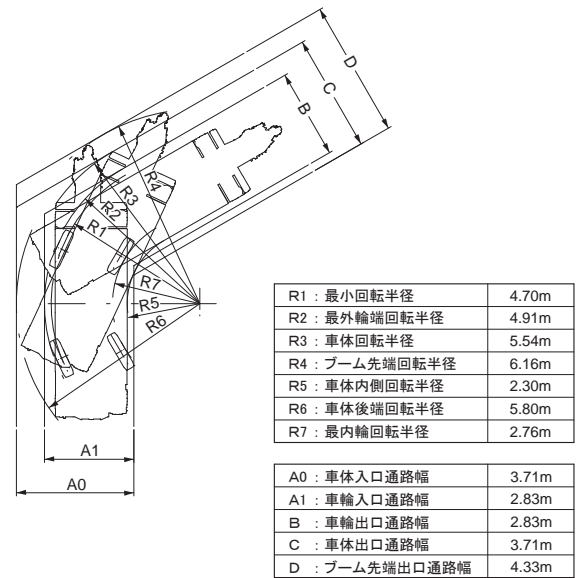 D
C
B
R4
R3
R2
R1
R7
R5
R6
A1
A0
R1 : 最小回転半径 4.70m
R2 : 最外輪端回転半径 4.91m
R3 : 車体回転半径 5.54m
R4 : ブーム先端回転半径 6.16m
R5 : 車体内側回転半径 2.30m
R6 : 車体後端回転半径 5.80m
R7 : 最内輪回転半径 2.76m
A0 : 車体入口通路幅 3.71m
A1 : 車輪入口通路幅 2.83m
B : 車輪出口通路幅 2.83m
C : 車体出口通路幅 3.71m
D : ブーム先端出口通路幅 4.33m